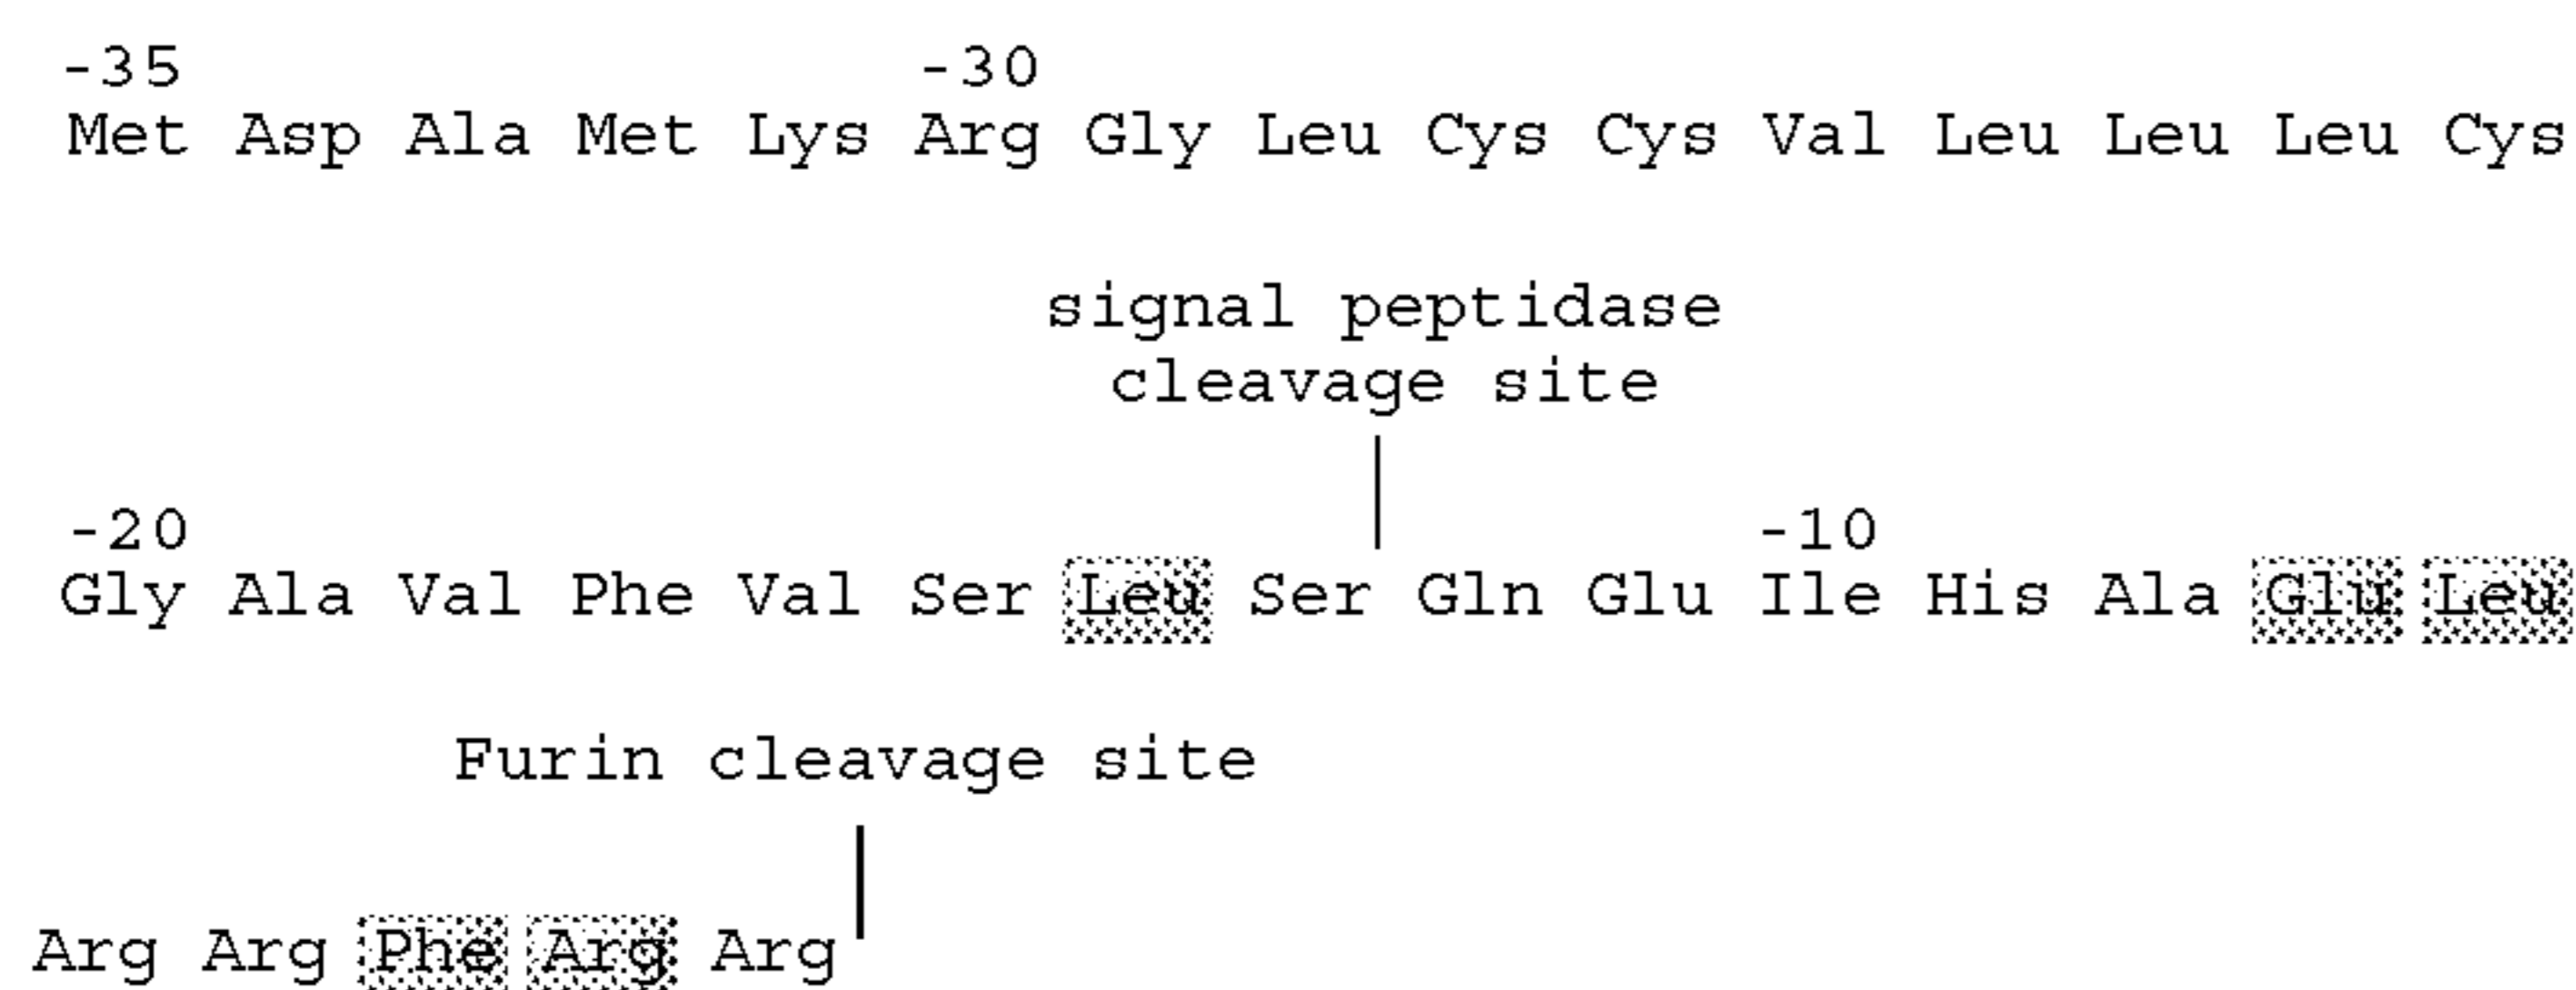 -35 -30
Met Asp Ala Met Lys Arg Gly Leu Cys Cys Val Leu Leu Leu Cys
signal peptidase
cleavage site
-20 -10
Gly Ala Val Phe Val Ser Leu Ser Gln Glu Ile His Ala Glu Leu
Furin cleavage site
Arg Arg Phe Arg Arg